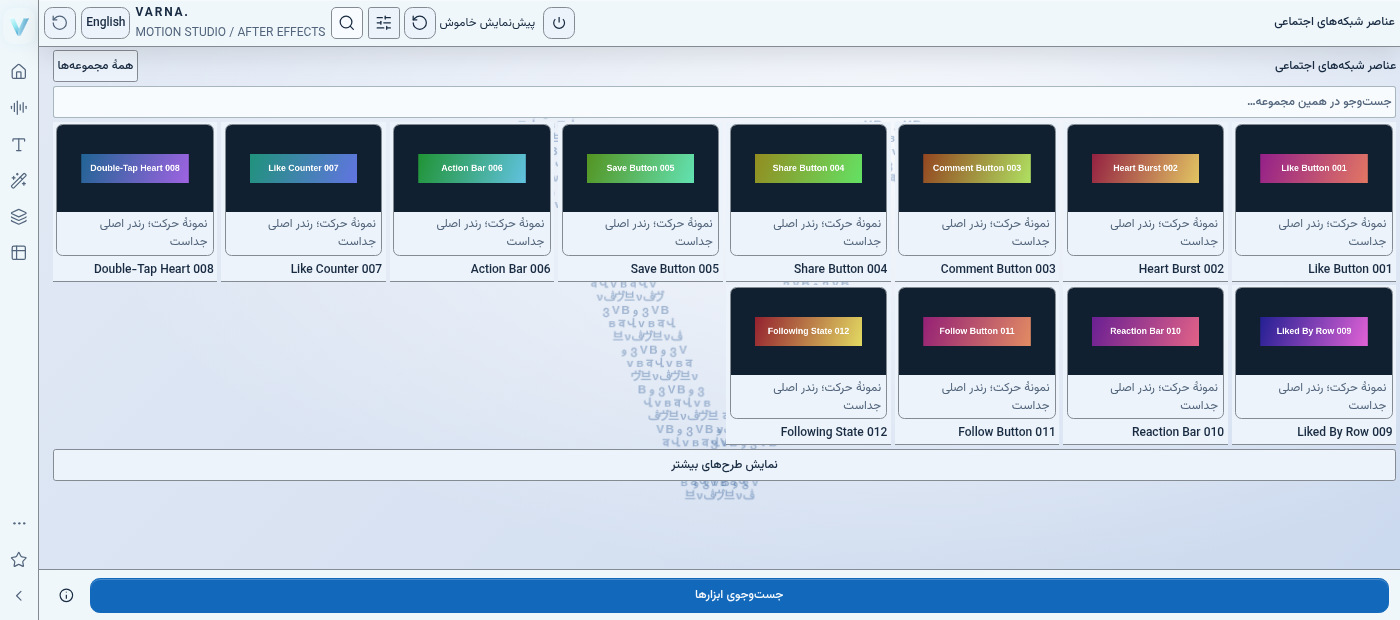 عناصر شبکه‌های اجتماعی
پیش‌نمایش خاموش
VARNA.
MOTION STUDIO / AFTER EFFECTS
English
عناصر شبکه‌های اجتماعی
همهٔ مجموعه‌ها
جست‌وجو در همین مجموعه...
Like Button 001
نمونهٔ حرکت؛ رندر اصلی
جداست
Like Button 001
Heart Burst 002
نمونهٔ حرکت؛ رندر اصلی
جداست
Heart Burst 002
Comment Button 003
نمونهٔ حرکت؛ رندر اصلی
جداست
Comment Button 003
Share Button 004
نمونهٔ حرکت؛ رندر اصلی
جداست
Share Button 004
Save Button 005
نمونهٔ حرکت؛ رندر اصلی
جداست
Save Button 005
Action Bar 006
نمونهٔ حرکت؛ رندر اصلی
جداست
Action Bar 006
Like Counter 007
نمونهٔ حرکت؛ رندر اصلی
جداست
Like Counter 007
Double-Tap Heart 008
نمونهٔ حرکت؛ رندر اصلی
جداست
Double-Tap Heart 008
Liked By Row 009
نمونهٔ حرکت؛ رندر اصلی
جداست
Liked By Row 009
Reaction Bar 010
نمونهٔ حرکت؛ رندر اصلی
جداست
Reaction Bar 010
Follow Button 011
نمونهٔ حرکت؛ رندر اصلی
جداست
Follow Button 011
Following State 012
نمونهٔ حرکت؛ رندر اصلی
جداست
Following State 012
نمایش طرح‌های بیشتر
جست‌وجوی ابزارها